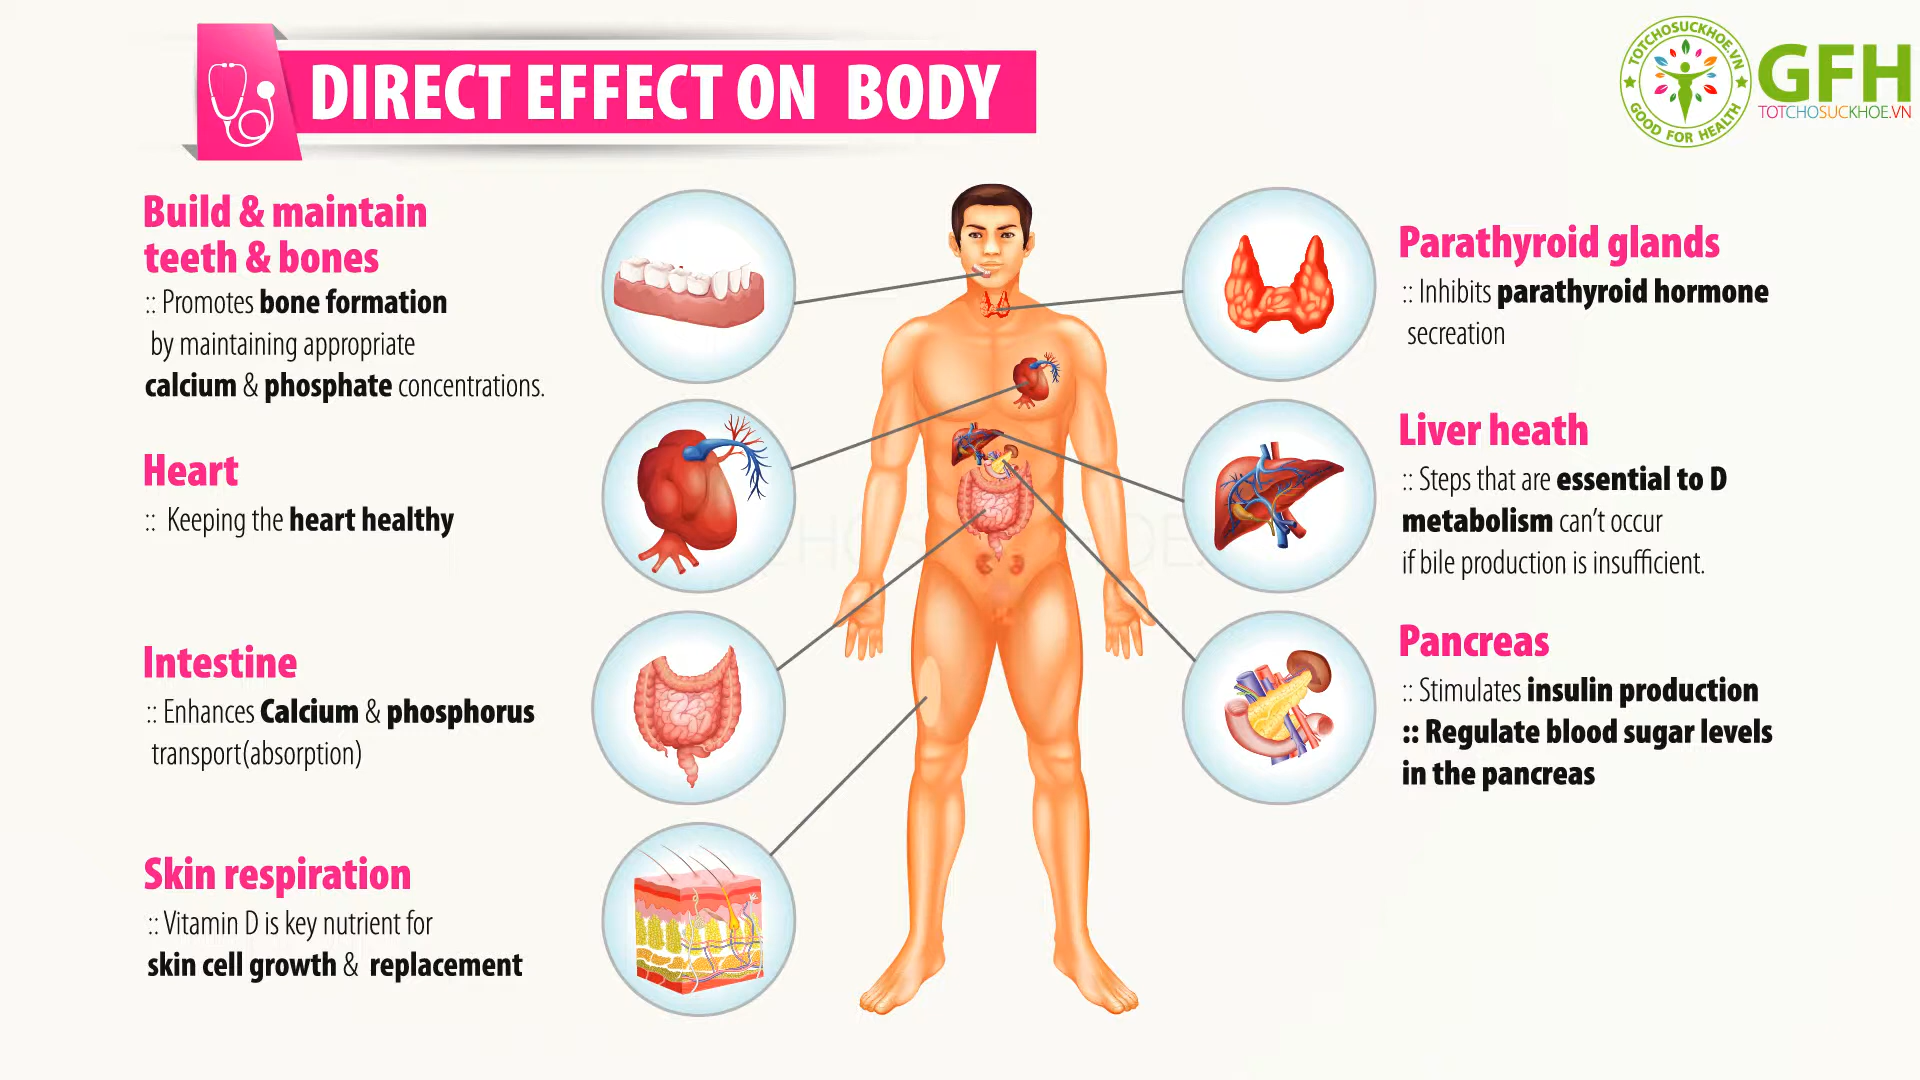 DIRECT EFFECT ON BODY
TOTCHOSUCKHOE.VN
GOOD FOR HEALTH
GFH
TOTCHOSUCKHOE.VN
Build & maintain
teeth & bones
:: Promotes bone formation
by maintaining appropriate
calcium & phosphate concentrations.
Heart
:: Keeping the heart healthy
Intestine
:: Enhances Calcium & phosphorus
transport(absorption)
Skin respiration
:: Vitamin D is key nutrient for
skin cell growth & replacement
Parathyroid glands
:: Inhibits parathyroid hormone
secreation
Liver heath
:: Steps that are essential to D
metabolism can't occur
if bile production is insufficient.
Pancreas
:: Stimulates insulin production
:: Regulate blood sugar levels
in the pancreas